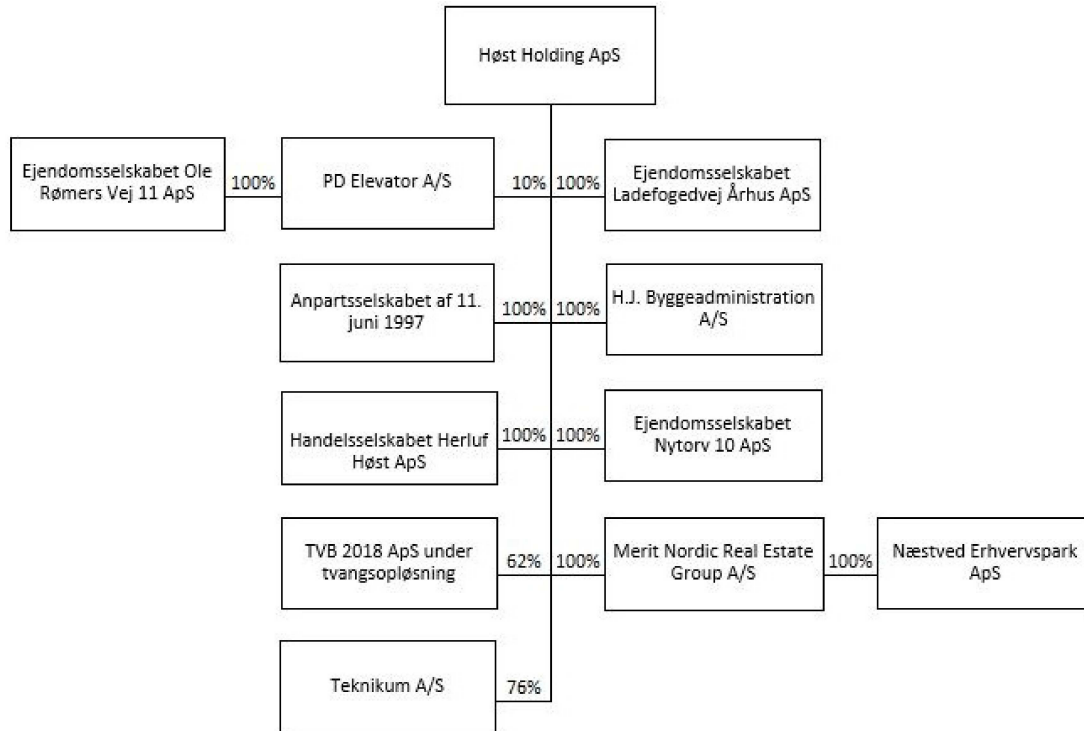 Høst Holding ApS
Ejendomsselskabet Ole
Rømers Vej 11 ApS
100%
PD Elevator A/S
10%
100%
Ejendomsselskabet
Ladefogedvej Århus ApS
Anpartsselskabet af 11.
juni 1997
100%
100%
H.J. Byggeadministration
A/S
Handelsselskabet Herluf
Høst ApS
100%
100%
Ejendomsselskabet
Nytorv 10 ApS
TVB 2018 ApS under
tvangsopløsning
62%
100%
Merit Nordic Real Estate
Group A/S
100%
Næstved Erhvervspark
ApS
Teknikum A/S
76%